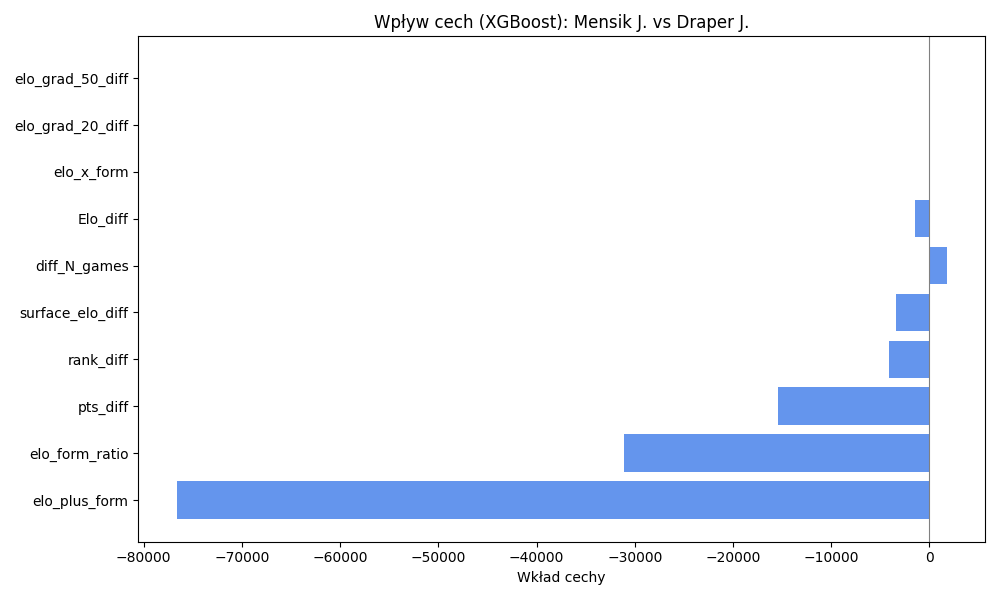 Wpływ cech (XGBoost): Mensik J. vs Draper J.
elo_grad_50_diff
elo_grad_20_diff
elo_x_form
Elo_diff
diff_N_games
surface_elo_diff
rank_diff
pts_diff
elo_form_ratio
elo_plus_form
−80000 −70000 −60000 −50000 −40000 −30000 −20000 −10000 0
Wkład cechy